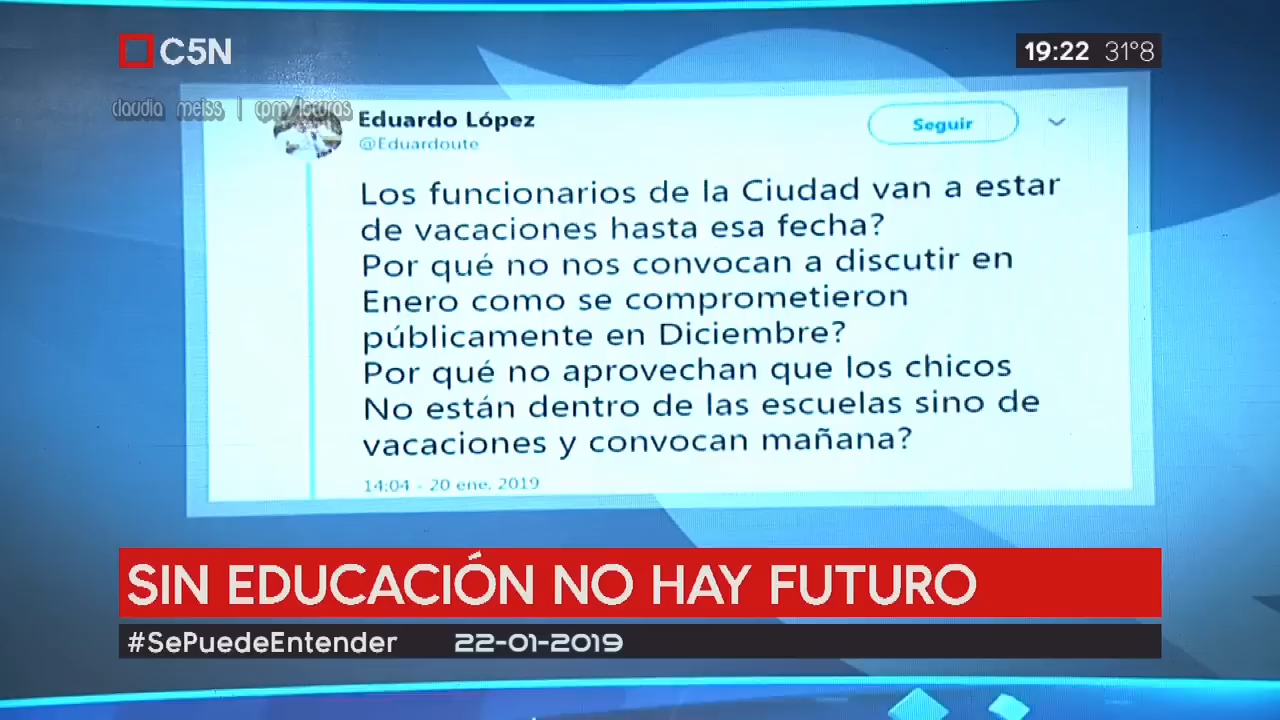 C5N
19:22 31°8
claudia meiss |
Eduardo López
@Eduardoute
Seguir
Los funcionarios de la Ciudad van a estar
de vacaciones hasta esa fecha?
Por qué no nos convocan a discutir en
Enero como se comprometieron
públicamente en Diciembre?
Por qué no aprovechan que los chicos
No están dentro de las escuelas sino de
vacaciones y convocan mañana?
14:04 - 20 ene. 2019
SIN EDUCACIÓN NO HAY FUTURO
#SePuedeEntender 22-01-2019